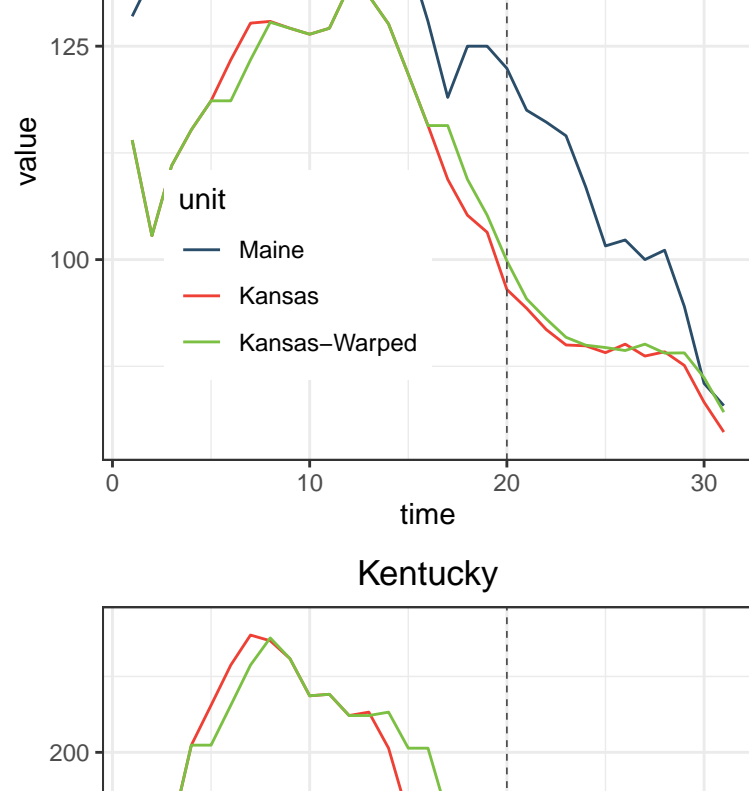 125
value
unit
Maine
100
Kansas
Kansas–Warped
0 10 20 30
time
Kentucky
200